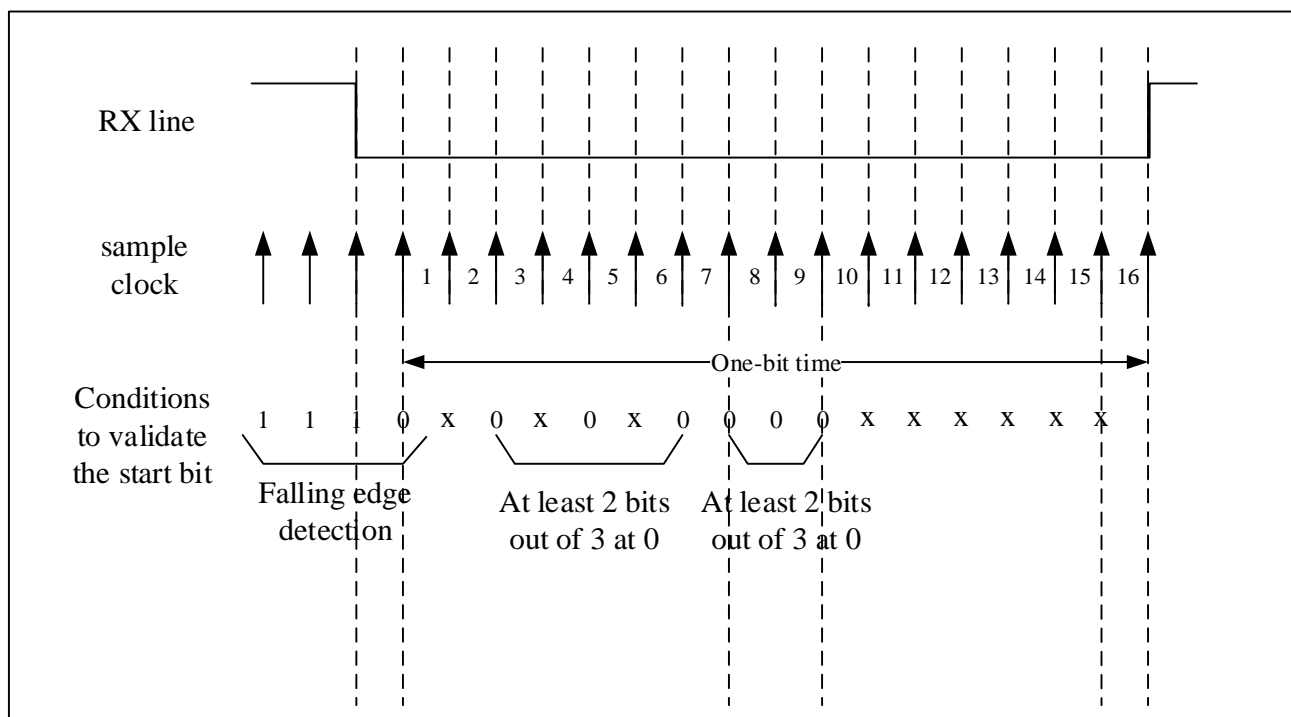 RX line
sample
clock
1 2 3 4 5 6 7 8 9 10 11 12 13 14 15 16
One-bit time
Conditions
to validate
the start bit
1 1 1 0 x 0 x 0 x 0 0 0 0 x x x x x x
Falling edge
detection
At least 2 bits
out of 3 at 0
At least 2 bits
out of 3 at 0